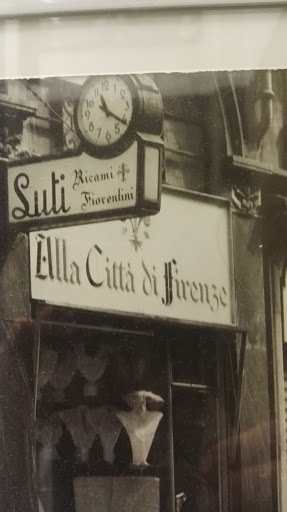 Luti Ricami
Fiorentini
Alla Città di Firenze